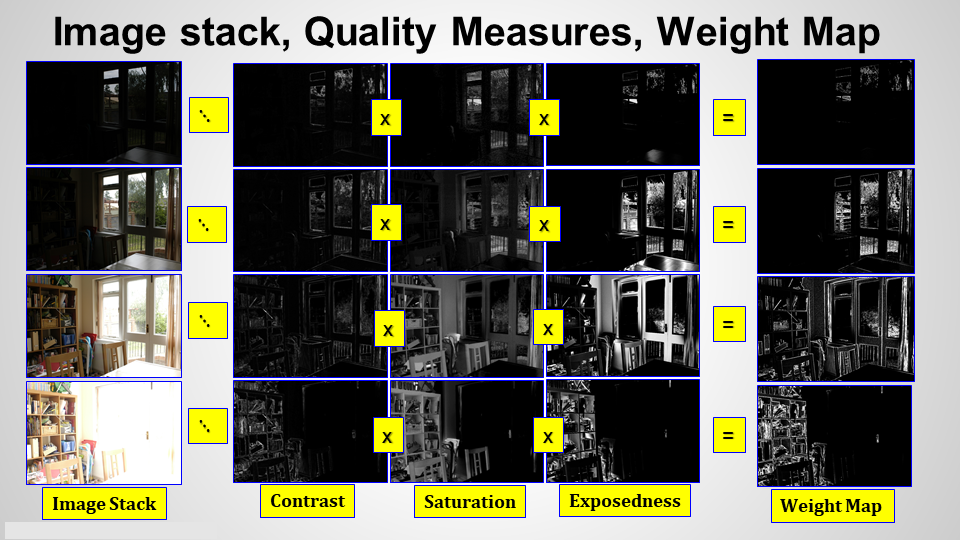 Image stack, Quality Measures, Weight Map
⋱ x x =
⋱ x x =
⋱ x x =
⋱ x x =
Image Stack Contrast Saturation Exposedness Weight Map